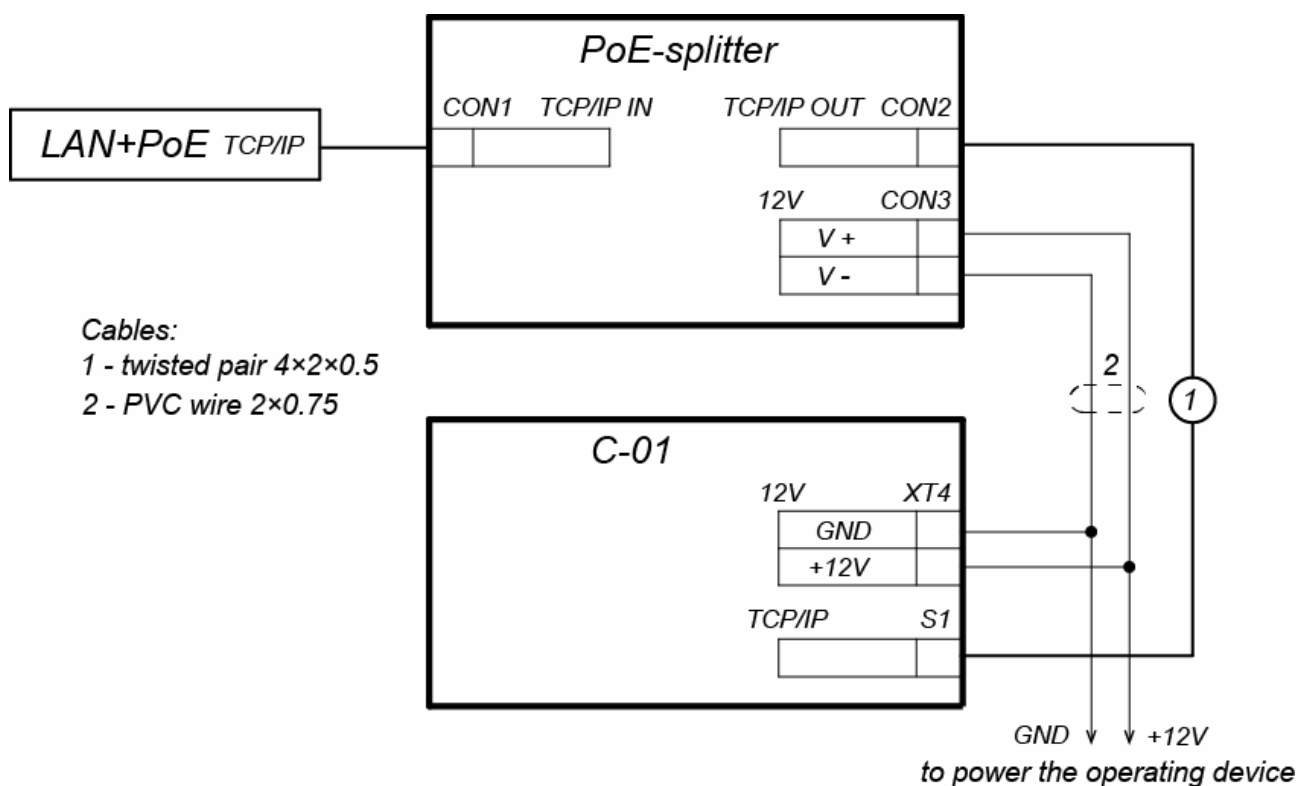 PoE-splitter
CON1 TCP/IP IN TCP/IP OUT CON2
LAN+PoE TCP/IP
12V CON3
V +
V -
Cables:
1 - twisted pair 4×2×0.5
2 - PVC wire 2×0.75
2
1
C-01
12V XT4
GND
+12V
TCP/IP S1
GND +12V
to power the operating device